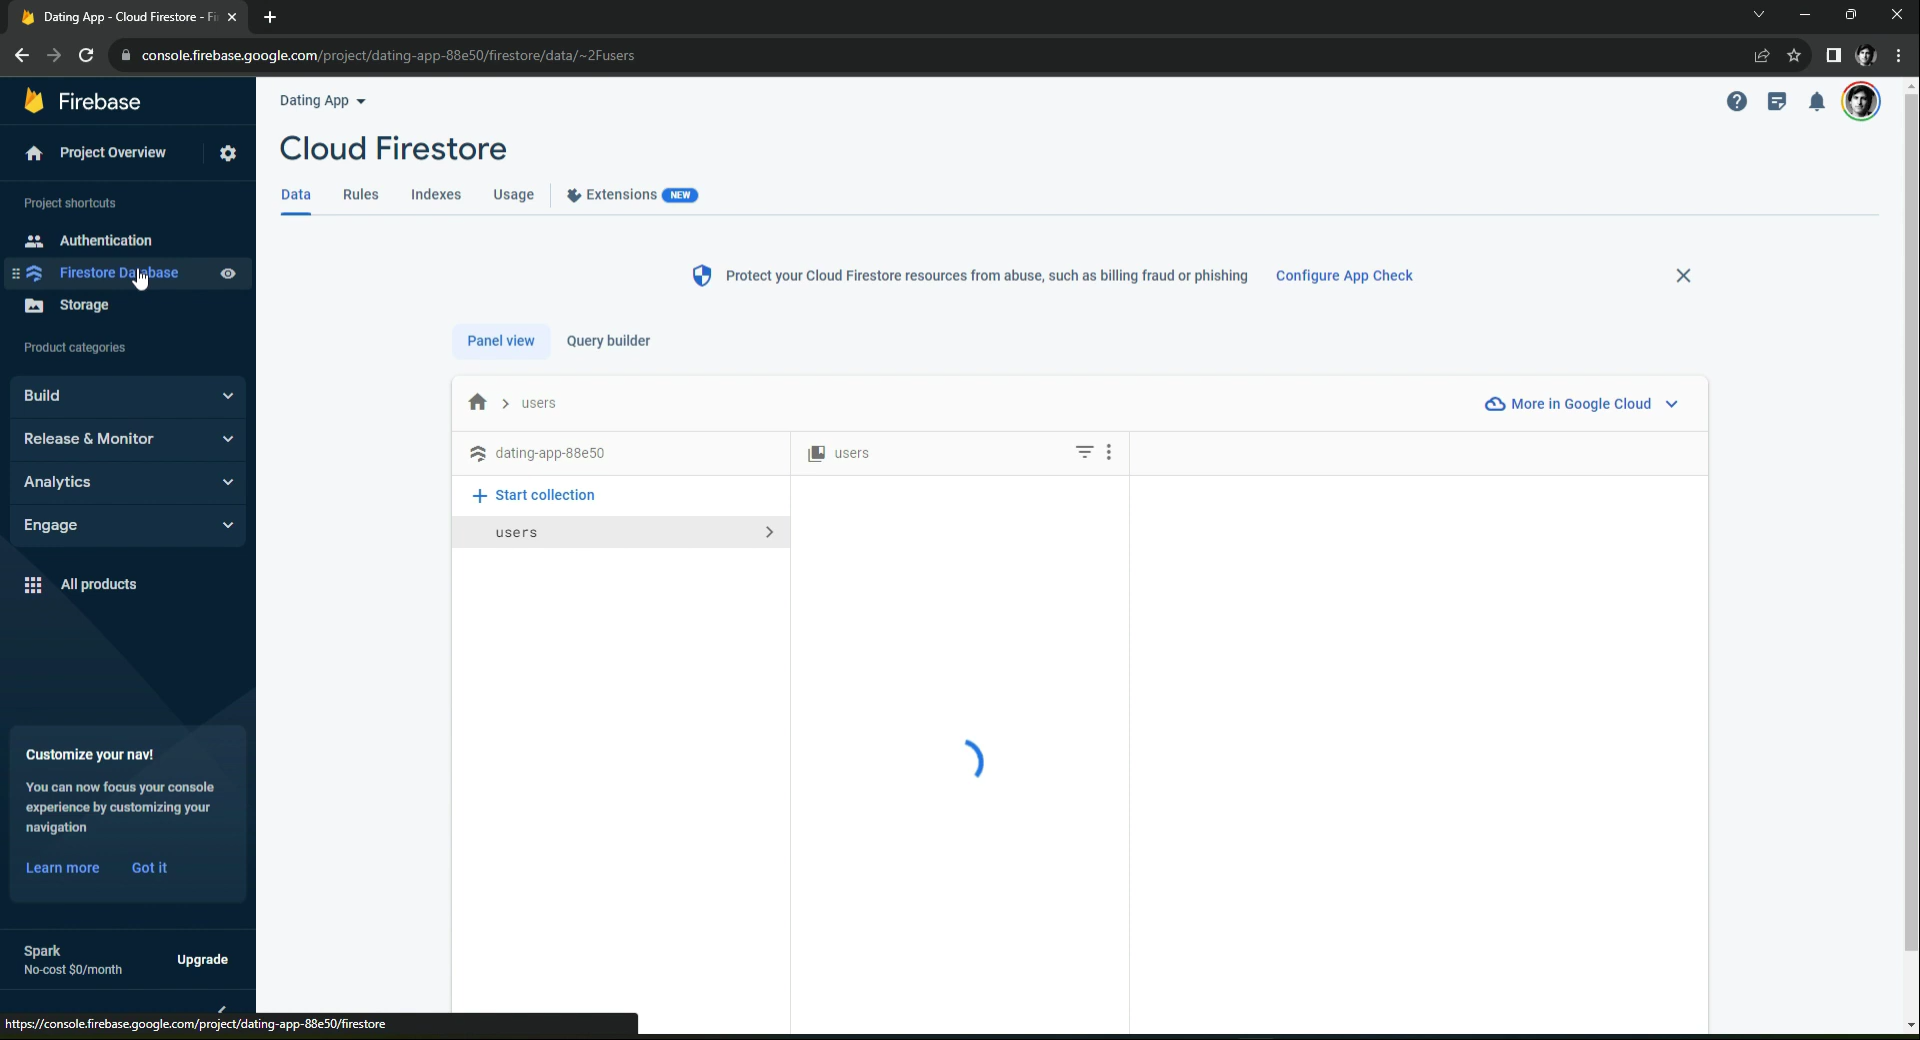 Dating App - Cloud Firestore - Fi
console.firebase.google.com/project/dating-app-88e50/firestore/data/~2Fusers
Firebase
Project Overview
Project shortcuts
Authentication
Firestore Database
Storage
Product categories
Build
Release & Monitor
Analytics
Engage
All products
Customize your nav!
You can now focus your console
experience by customizing your
navigation
Learn more Got it
Spark
No-cost $0/month
Upgrade
https://console.firebase.google.com/project/dating-app-88e50/firestore
Dating App
Cloud Firestore
Data Rules Indexes Usage Extensions NEW
Protect your Cloud Firestore resources from abuse, such as billing fraud or phishing Configure App Check
Panel view Query builder
users
More in Google Cloud
dating-app-88e50
users
Start collection
users